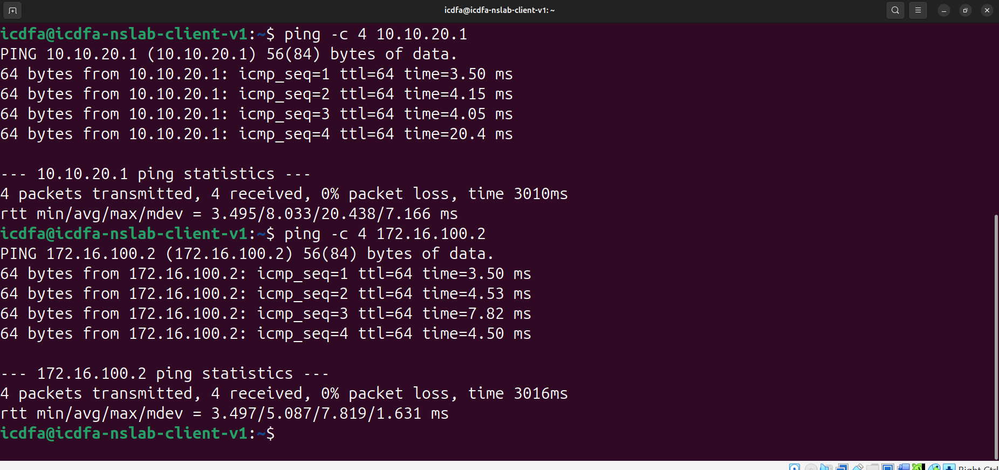 icdfa@icdfa-nslab-client-v1: ~
icdfa@icdfa-nslab-client-v1:~$ ping -c 4 10.10.20.1
PING 10.10.20.1 (10.10.20.1) 56(84) bytes of data.
64 bytes from 10.10.20.1: icmp_seq=1 ttl=64 time=3.50 ms
64 bytes from 10.10.20.1: icmp_seq=2 ttl=64 time=4.15 ms
64 bytes from 10.10.20.1: icmp_seq=3 ttl=64 time=4.05 ms
64 bytes from 10.10.20.1: icmp_seq=4 ttl=64 time=20.4 ms
--- 10.10.20.1 ping statistics ---
4 packets transmitted, 4 received, 0% packet loss, time 3010ms
rtt min/avg/max/mdev = 3.495/8.033/20.438/7.166 ms
icdfa@icdfa-nslab-client-v1:~$ ping -c 4 172.16.100.2
PING 172.16.100.2 (172.16.100.2) 56(84) bytes of data.
64 bytes from 172.16.100.2: icmp_seq=1 ttl=64 time=3.50 ms
64 bytes from 172.16.100.2: icmp_seq=2 ttl=64 time=4.53 ms
64 bytes from 172.16.100.2: icmp_seq=3 ttl=64 time=7.82 ms
64 bytes from 172.16.100.2: icmp_seq=4 ttl=64 time=4.50 ms
--- 172.16.100.2 ping statistics ---
4 packets transmitted, 4 received, 0% packet loss, time 3016ms
rtt min/avg/max/mdev = 3.497/5.087/7.819/1.631 ms
icdfa@icdfa-nslab-client-v1:~$
Right Ctrl